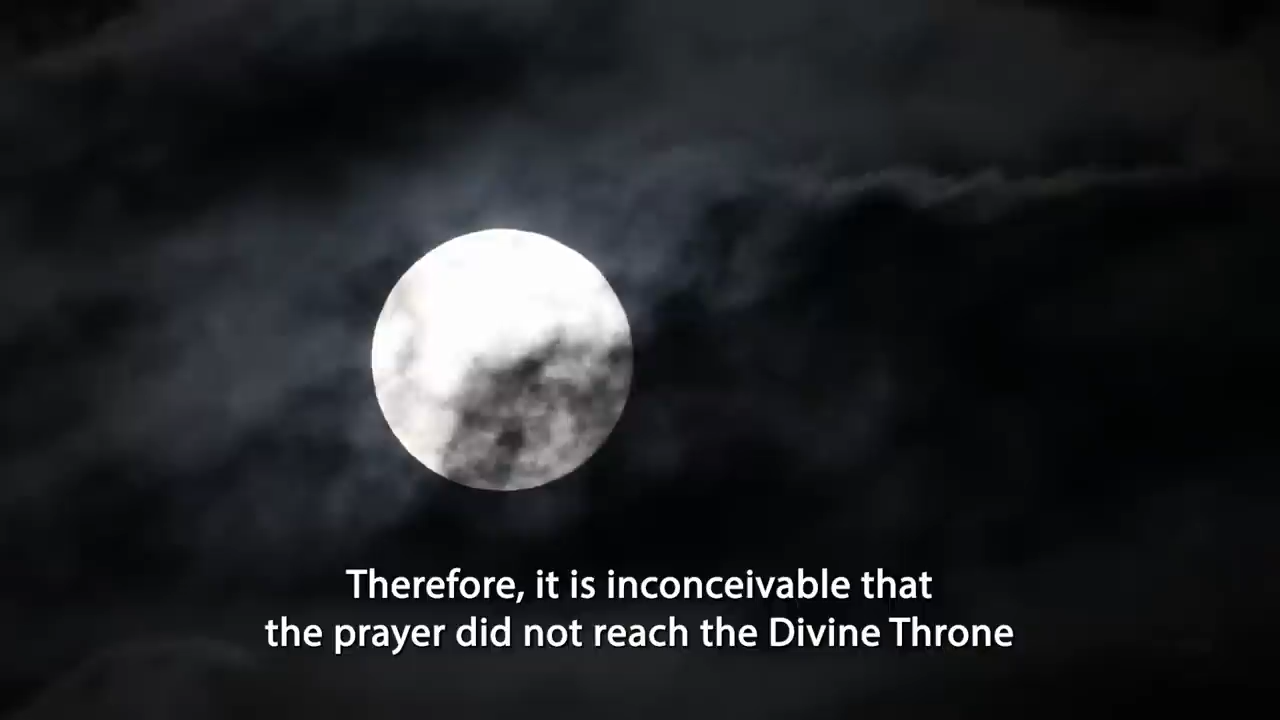 Therefore, it is inconceivable that
the prayer did not reach the Divine Throne